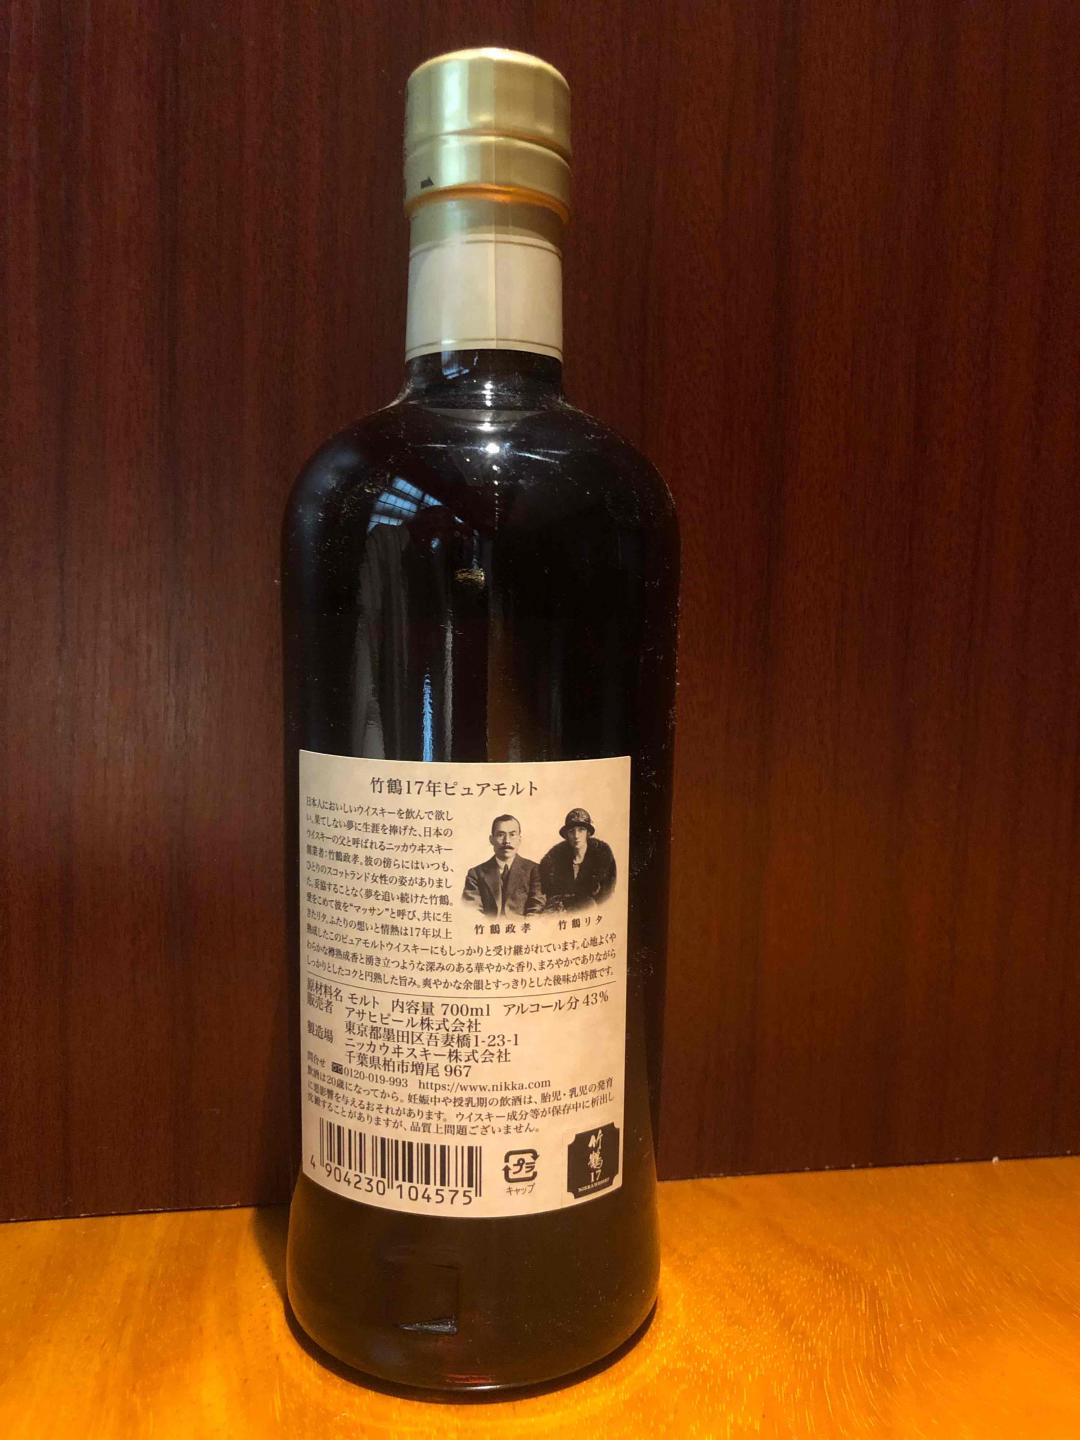 竹鶴17年ピュアモルト
日本人においしいウイスキーを飲んで欲し
い。果てしない夢に生涯を捧げた、日本の
ウイスキーの父と呼ばれるニッカウヰスキー
創業者：竹鶴政孝。彼の傍らにはいつも、
ひとりのスコットランド女性の姿がありまし
た。妥協することなく夢を追い続けた竹鶴。
愛をこめて彼を“マッサン”と呼び、共に生
きたリタ。ふたりの想いと情熱は17年以上
熟成したこのピュアモルトウイスキーにもしっかりと受け継がれています。心地よくや
わらかな樽熟成香と湧き立つような深みのある華やかな香り、まろやかでありながら
しっかりとしたコクと円熟した旨み。爽やかな余韻とすっきりとした後味が特徴です。
竹鶴政孝 竹鶴リタ
原材料名 モルト 内容量 700ml アルコール分 43%
販売者 アサヒビール株式会社
東京都墨田区吾妻橋1-23-1
製造場 ニッカウヰスキー株式会社
千葉県柏市増尾 967
問合せ 0120-019-993 https://www.nikka.com
飲酒は20歳になってから。妊娠中や授乳期の飲酒は、胎児・乳児の発育
に悪影響を与えるおそれがあります。ウイスキー成分等が保存中に析出し
沈殿することがありますが、品質上問題ございません。
4 904230 104575
プラ
キャップ
竹鶴
17
NIKKA WHISKY